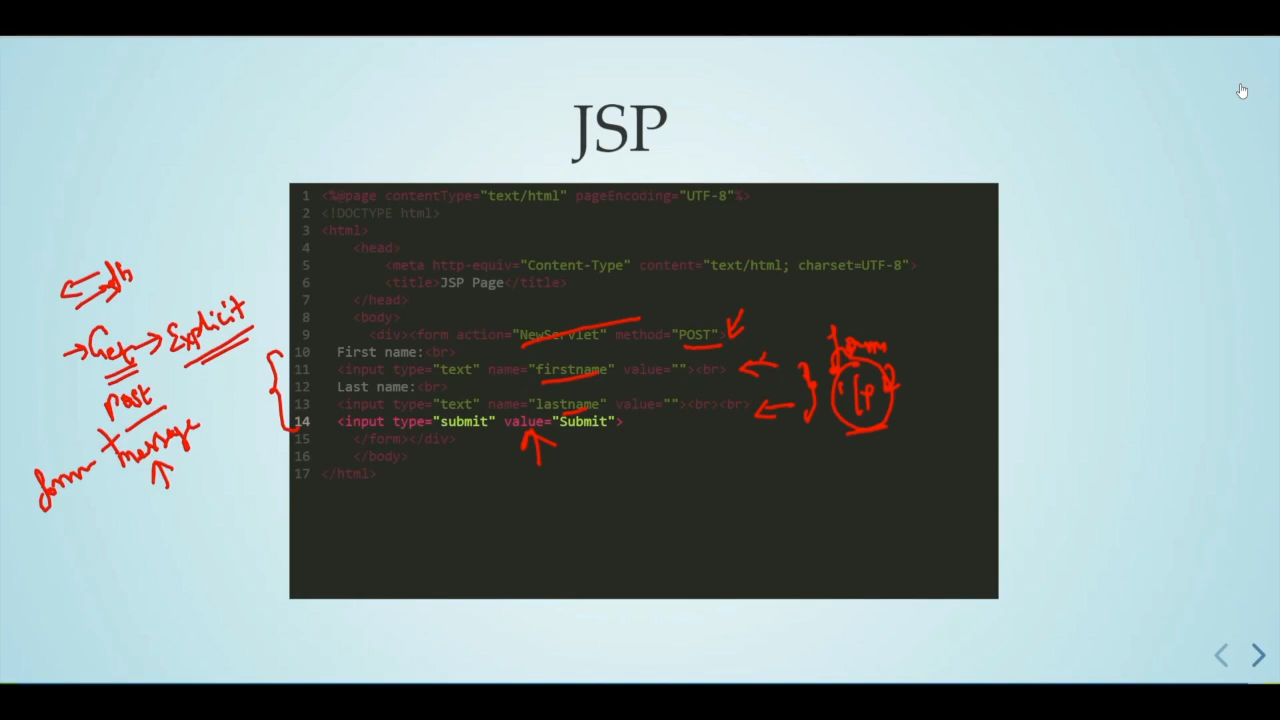 JSP
1 <%@page contentType="text/html" pageEncoding="UTF-8"%>
2 <!DOCTYPE html>
3 <html>
4 <head>
5 <meta http-equiv="Content-Type" content="text/html; charset=UTF-8">
6 <title>JSP Page</title>
7 </head>
8 <body>
9 <div><form action="NewServlet" method="POST">
10 First name:<br>
11 <input type="text" name="firstname" value=""><br>
12 Last name:<br>
13 <input type="text" name="lastname" value=""><br><br>
14 <input type="submit" value="Submit">
15 </form></div>
16 </body>
17 </html>
db
Get → Explicit
Post
form + message
form